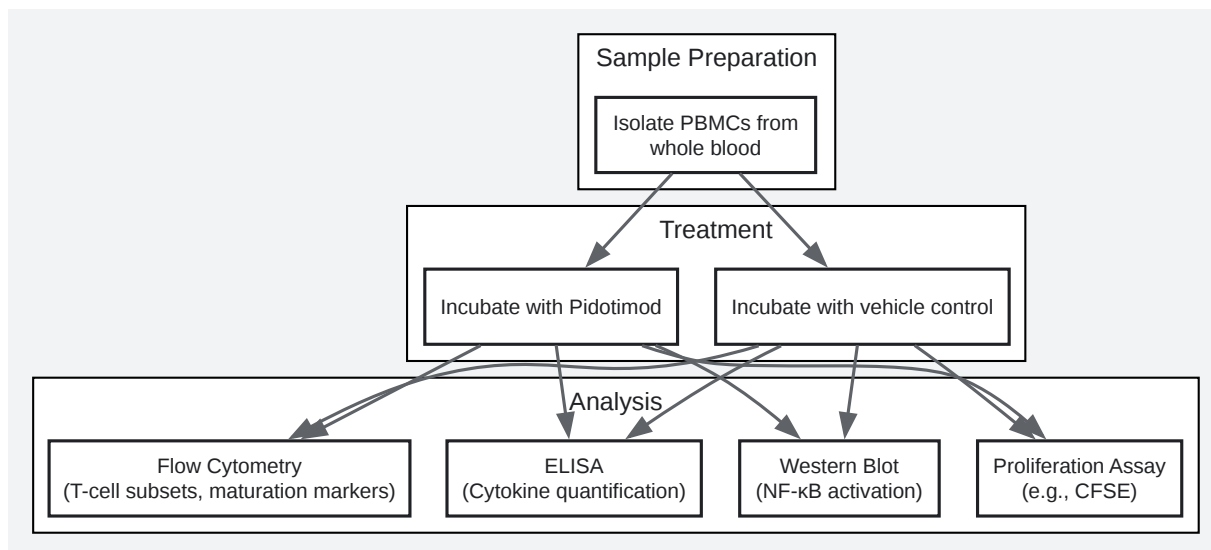 Sample Preparation
Isolate PBMCs from
whole blood
Treatment
Incubate with Pidotimod
Incubate with vehicle control
Analysis
Flow Cytometry
(T-cell subsets, maturation markers)
ELISA
(Cytokine quantification)
Western Blot
(NF-κB activation)
Proliferation Assay
(e.g., CFSE)